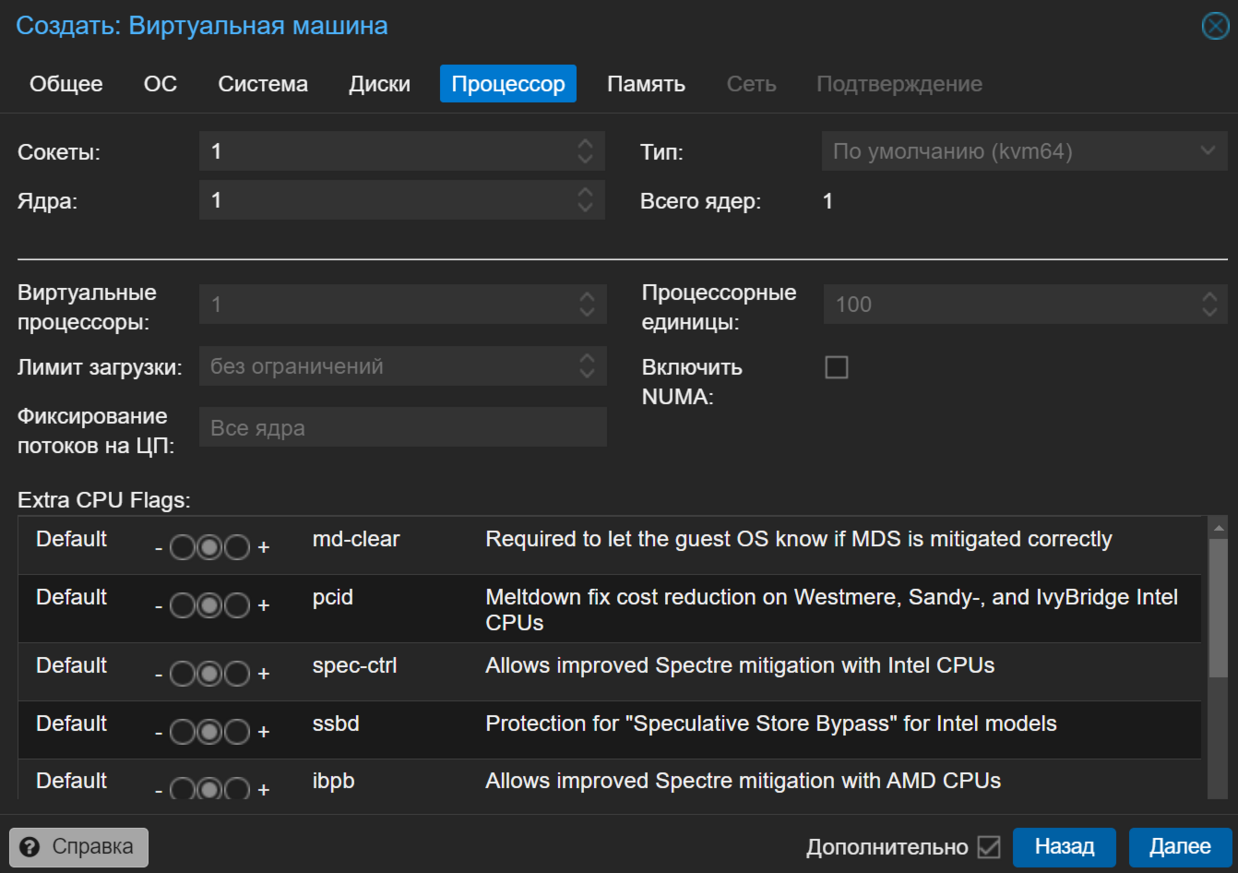 Создать: Виртуальная машина
Общее ОС Система Диски Процессор Память Сеть Подтверждение
Сокеты: 1 Тип: По умолчанию (kvm64)
Ядра: 1 Всего ядер: 1
Виртуальные
процессоры: 1 Процессорные
единицы: 100
Лимит загрузки: без ограничений Включить
NUMA:
Фиксирование
потоков на ЦП: Все ядра
Extra CPU Flags:
Default - + md-clear Required to let the guest OS know if MDS is mitigated correctly
Default - + pcid Meltdown fix cost reduction on Westmere, Sandy-, and IvyBridge Intel
CPUs
Default - + spec-ctrl Allows improved Spectre mitigation with Intel CPUs
Default - + ssbd Protection for "Speculative Store Bypass" for Intel models
Default - + ibpb Allows improved Spectre mitigation with AMD CPUs
? Справка Дополнительно Назад Далее